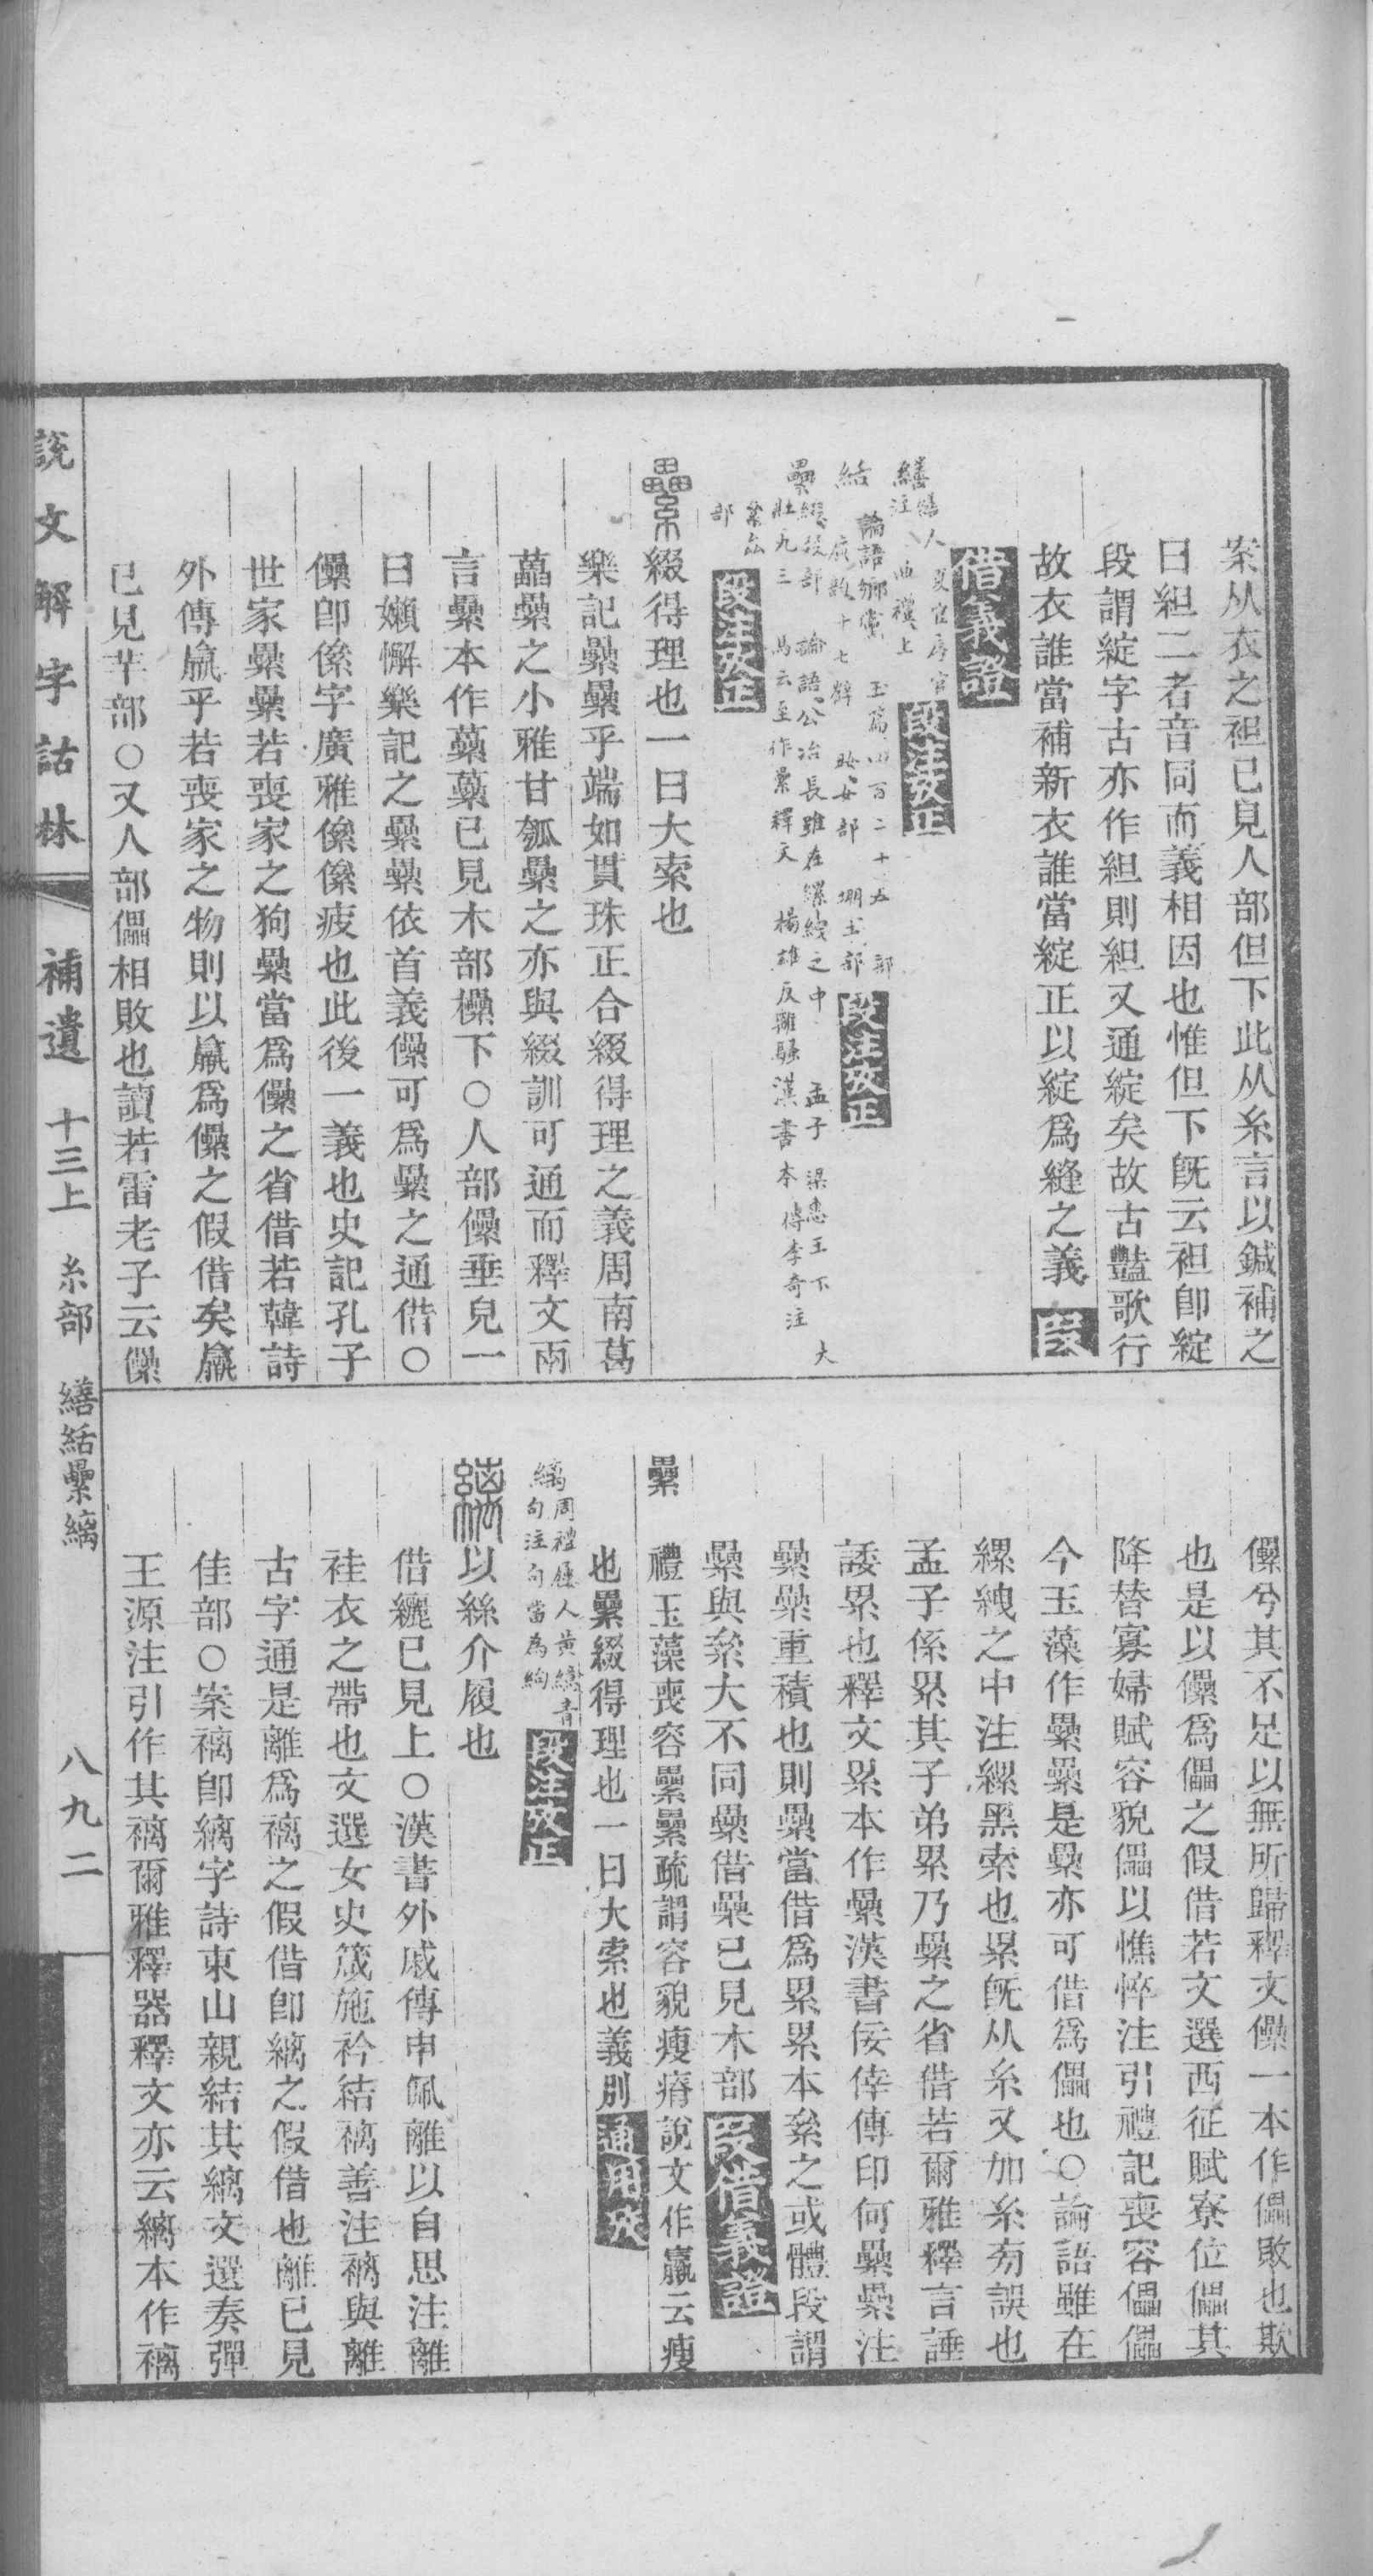 案从衣之袒已見人部但下此从糸言以鍼補之
曰組二者音同而義相因也惟但下旣云袒卽綻
段謂綻字古亦作組則組又通綻矣故古豔歌行
故衣誰當補新衣誰當綻正以綻爲縫之義段
借義證
繕繕人夏官序官
注曲禮上段注攷正
結論語鄉黨玉篇四百二十五部
段注攷正
纍綴投部論語公冶長雖在縲絏之中孟子梁惠王下大
壯九三馬云至作纍釋文揚雄反離騷漢書本傳李奇注
絫厽
部段注攷正
纍綴得理也一曰大索也
樂記纍纍乎端如貫珠正合綴得理之義周南葛
藟纍之小雅甘瓠纍之亦與綴訓可通而釋文兩
言纍本作虆虆已見木部欙下○人部儽垂皃一
曰嬾懈樂記之纍纍依首義儽可爲纍之通借○
儽卽傫字廣雅傫傫疲也此後一義也史記孔子
世家纍纍若喪家之狗纍當爲儽之省借若韓詩
外傳羸乎若喪家之物則以羸爲儽之假借矣羸
已見羊部○又人部儡相敗也讀若雷老子云儽
儽兮其不足以無所歸釋文儽一本作儡敗也欺
也是以儽爲儡之假借若文選西征賦寮位儡其
降替寡婦賦容貌儡以憔悴注引禮記喪容儡儡
今玉藻作纍纍是纍亦可借爲儡也○論語雖在
縲絏之中注縲黑索也累旣从糸又加糸旁誤也
孟子係累其子弟累乃纍之省借若爾雅釋言諈
諉累也釋文累本作纍漢書佞倖傳印何纍纍注
纍纍重積也則纍當借爲累累本絫之或體段謂
纍與絫大不同纍借欙已見木部段借義證
纍禮玉藻喪容纍纍疏謂容貌瘦瘠說文作羸云瘦
也纍綴得理也一曰大索也義別通用攷
縭周禮屨人黃繶青
句注句當為絇段注攷正
縭以絲介履也
借纚已見上○漢書外戚傳申佩離以自思注離
袿衣之帶也文選女史箴施衿結褵善注褵與離
古字通是離爲褵之假借卽縭之假借也離已見
隹部○案褵卽縭字詩東山親結其縭文選奏彈
王源注引作其褵爾雅釋器釋文亦云縭本作褵
說文解字詁林 補遺 十三上 糸部 繕結纍縭 八九二